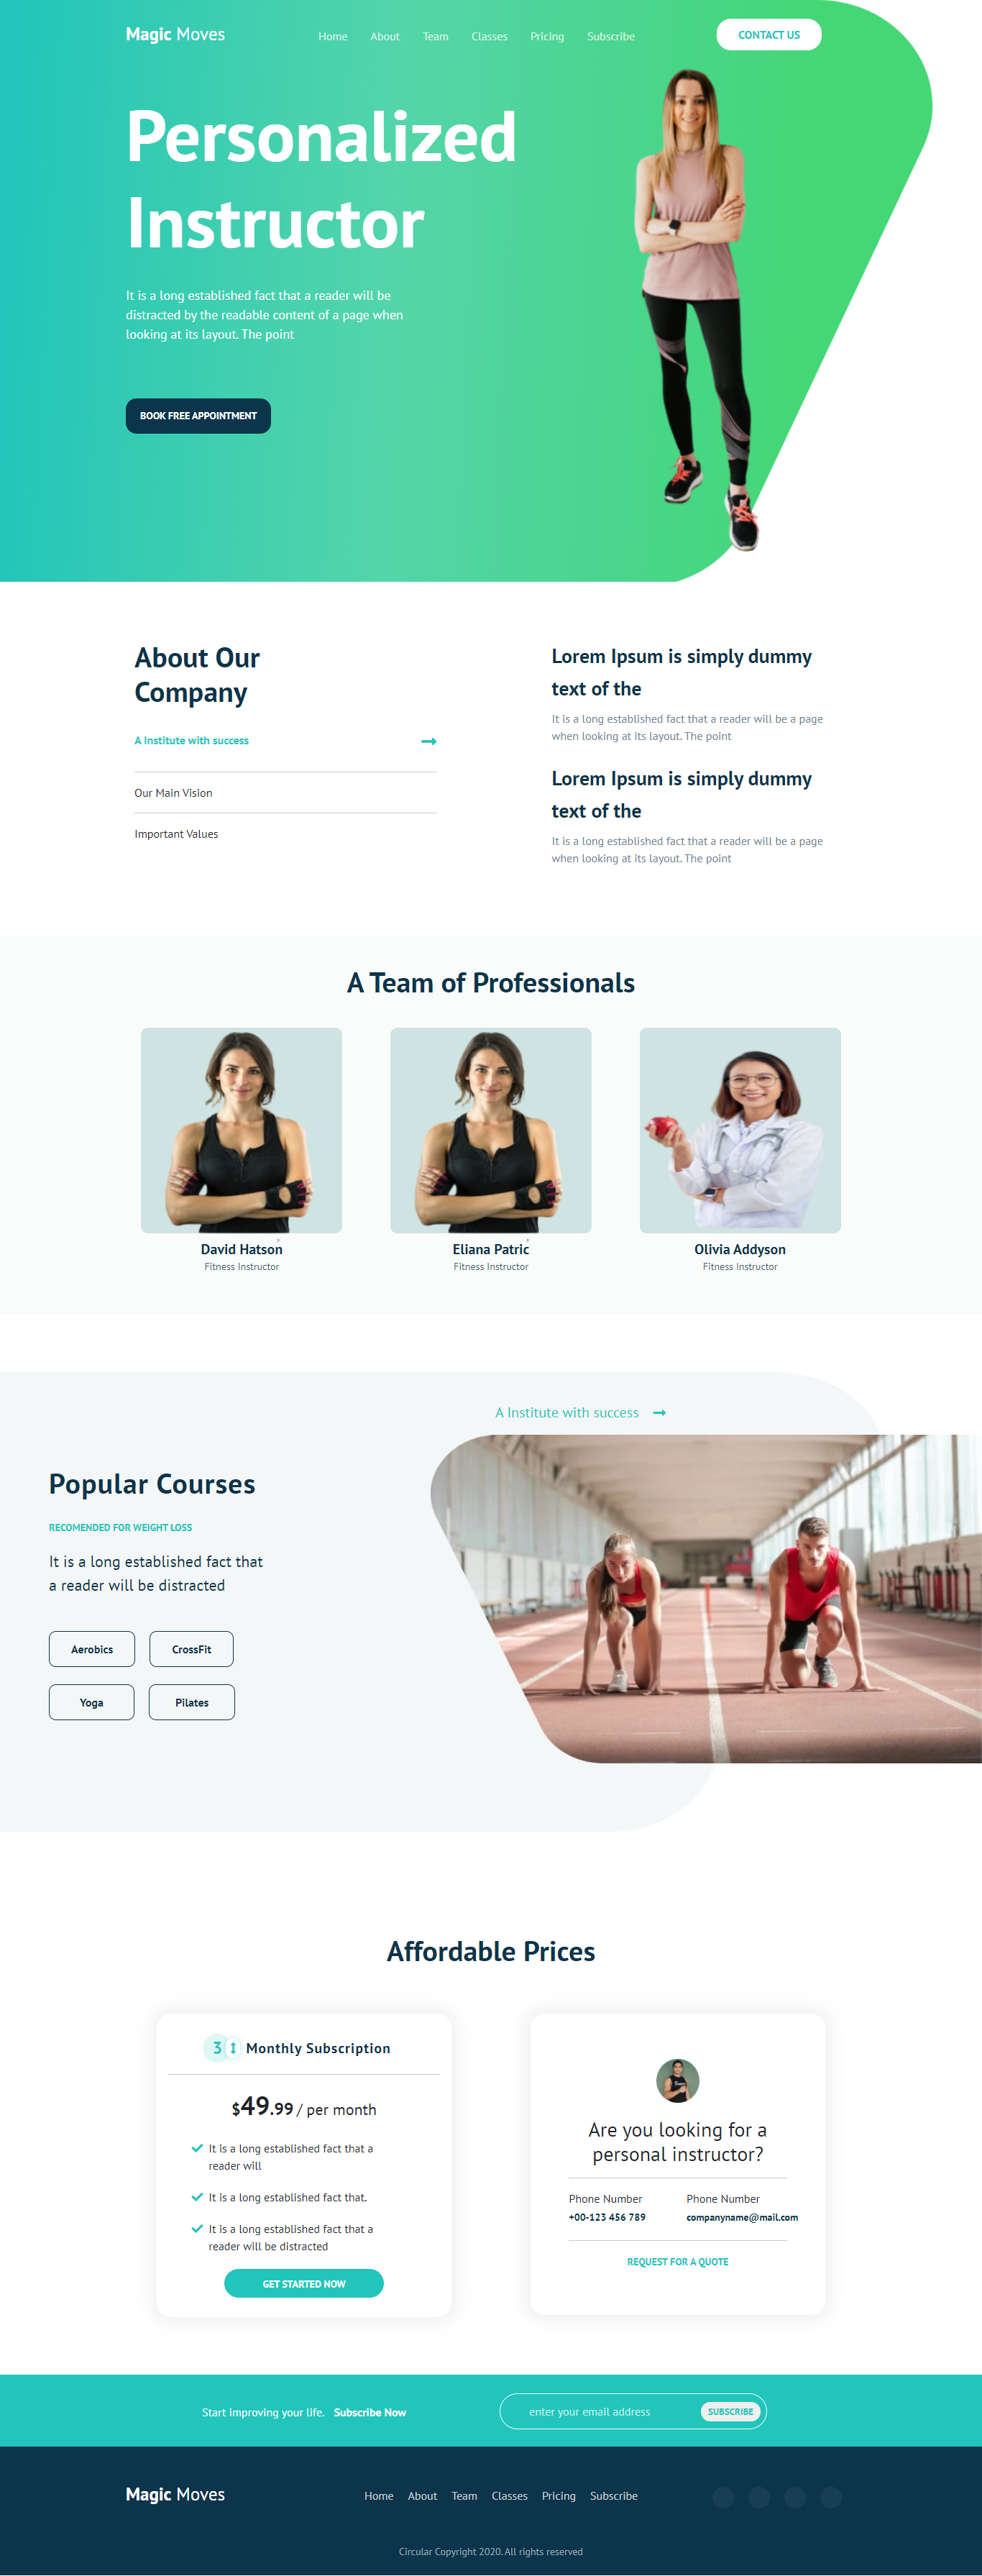 Magic Moves
Home About Team Classes Pricing Subscribe
CONTACT US
Personalized
Instructor
It is a long established fact that a reader will be
distracted by the readable content of a page when
looking at its layout. The point
BOOK FREE APPOINTMENT
About Our
Company
A Institute with success
Our Main Vision
Important Values
Lorem Ipsum is simply dummy
text of the
It is a long established fact that a reader will be a page
when looking at its layout. The point
Lorem Ipsum is simply dummy
text of the
It is a long established fact that a reader will be a page
when looking at its layout. The point
A Team of Professionals
David Hatson
Fitness Instructor
Eliana Patric
Fitness Instructor
Olivia Addyson
Fitness Instructor
A Institute with success
Popular Courses
RECOMENDED FOR WEIGHT LOSS
It is a long established fact that
a reader will be distracted
Aerobics
CrossFit
Yoga
Pilates
Affordable Prices
3 Monthly Subscription
$49.99 / per month
It is a long established fact that a
reader will
It is a long established fact that.
It is a long established fact that a
reader will be distracted
GET STARTED NOW
Are you looking for a
personal instructor?
Phone Number
+00-123 456 789
Phone Number
companyname@mail.com
REQUEST FOR A QUOTE
Start improving your life. Subscribe Now
enter your email address
SUBSCRIBE
Magic Moves
Home About Team Classes Pricing Subscribe
Circular Copyright 2020. All rights reserved